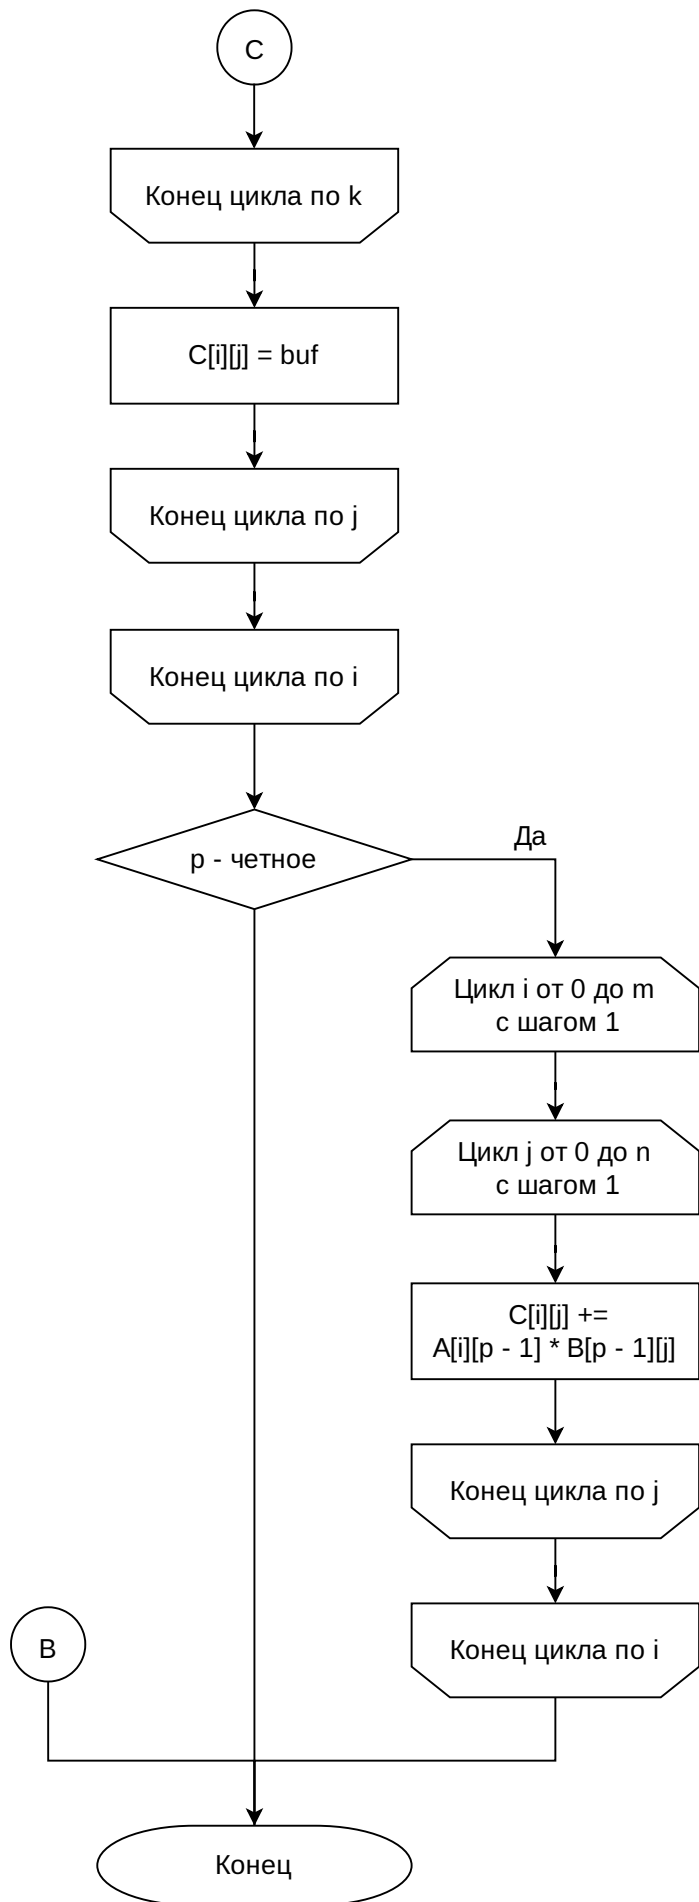 C
Конец цикла по k
C[i][j] = buf
Конец цикла по j
Конец цикла по i
p - четное
Да
Цикл i от 0 до m
с шагом 1
Цикл j от 0 до n
с шагом 1
C[i][j] +=
A[i][p - 1] * B[p - 1][j]
Конец цикла по j
Конец цикла по i
B
Конец